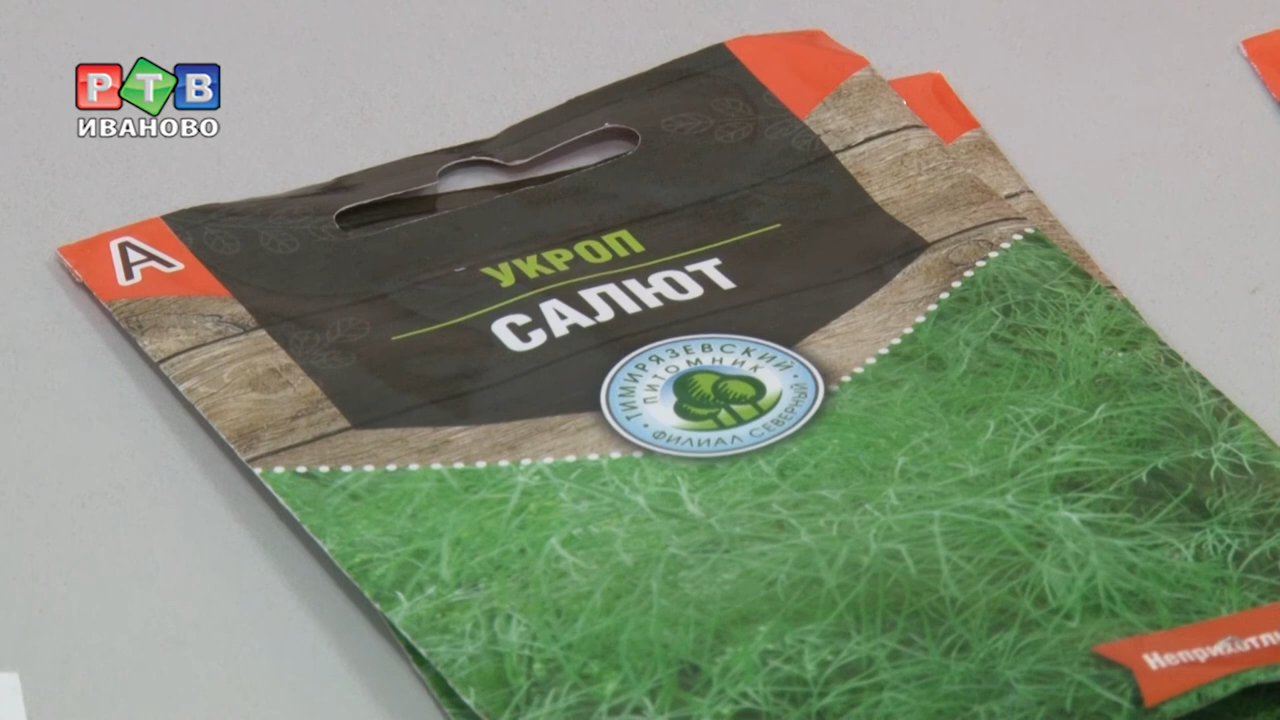 РТВ
ИВАНОВО
А
УКРОП
САЛЮТ
ТИМИРЯЗЕВСКИЙ
ПИТОМНИК
ФИЛИАЛ СЕВЕРНЫЙ